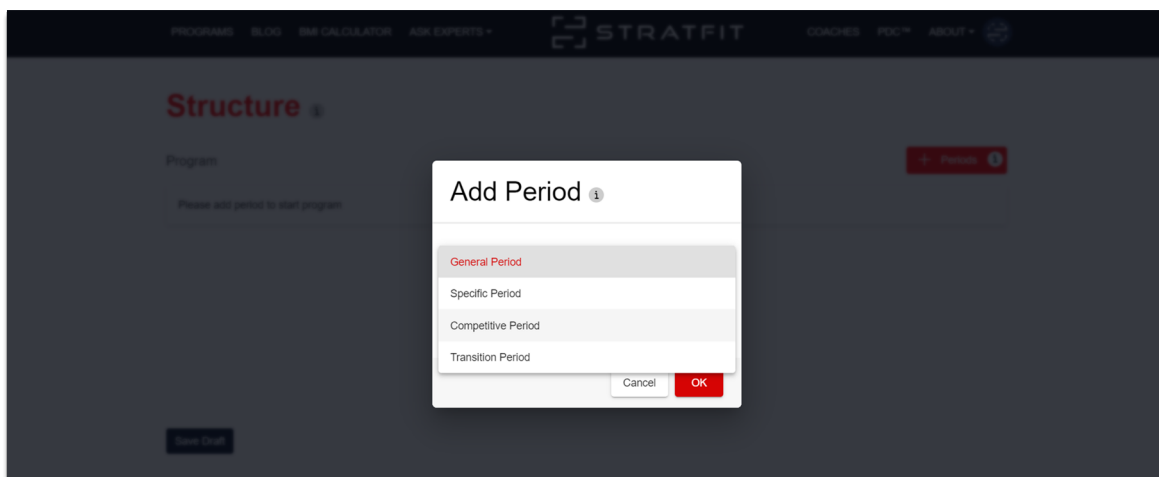 PROGRAMS BLOG BMI CALCULATOR ASK EXPERTS STRATFIT COACHES PDC™ ABOUT
Structure i
Program
+ Periods i
Please add period to start program
Add Period i
General Period
Specific Period
Competitive Period
Transition Period
Cancel OK
Save Draft